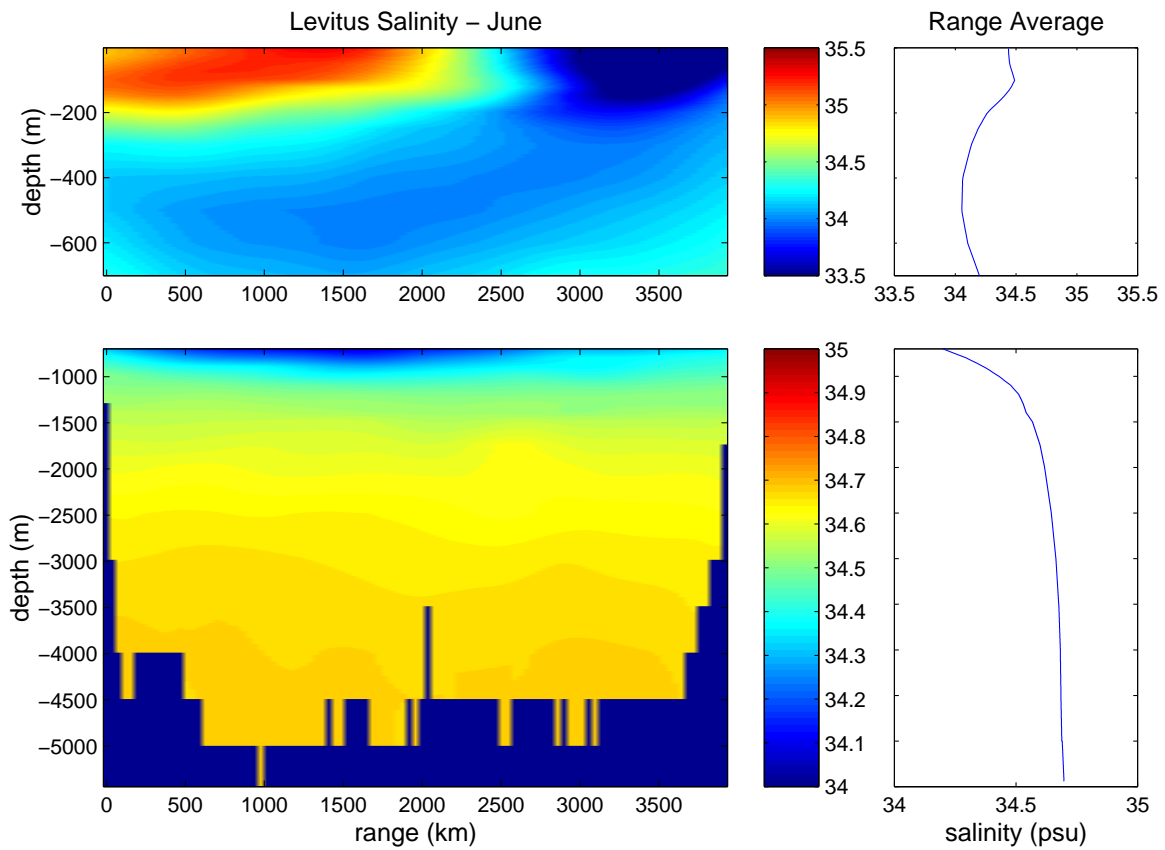 Levitus Salinity – June
Range Average
depth (m)
−200
−400
−600
0 500 1000 1500 2000 2500 3000 3500
35.5
35
34.5
34
33.5
33.5 34 34.5 35 35.5
depth (m)
−1000
−1500
−2000
−2500
−3000
−3500
−4000
−4500
−5000
0 500 1000 1500 2000 2500 3000 3500
range (km)
35
34.9
34.8
34.7
34.6
34.5
34.4
34.3
34.2
34.1
34
34 34.5 35
salinity (psu)